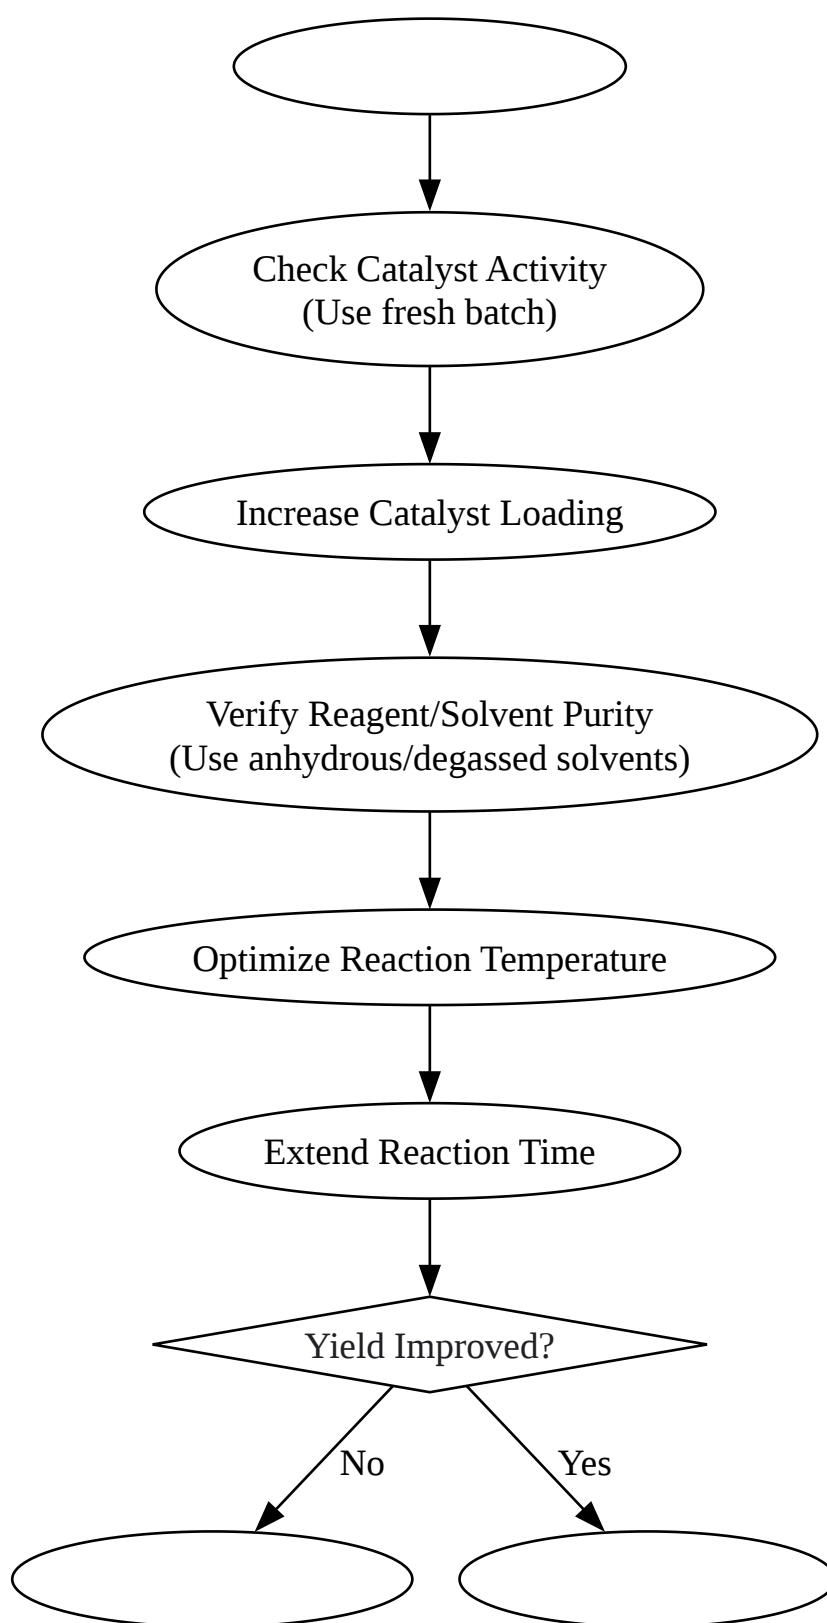 Check Catalyst Activity
(Use fresh batch)
Increase Catalyst Loading
Verify Reagent/Solvent Purity
(Use anhydrous/degassed solvents)
Optimize Reaction Temperature
Extend Reaction Time
Yield Improved?
No
Yes